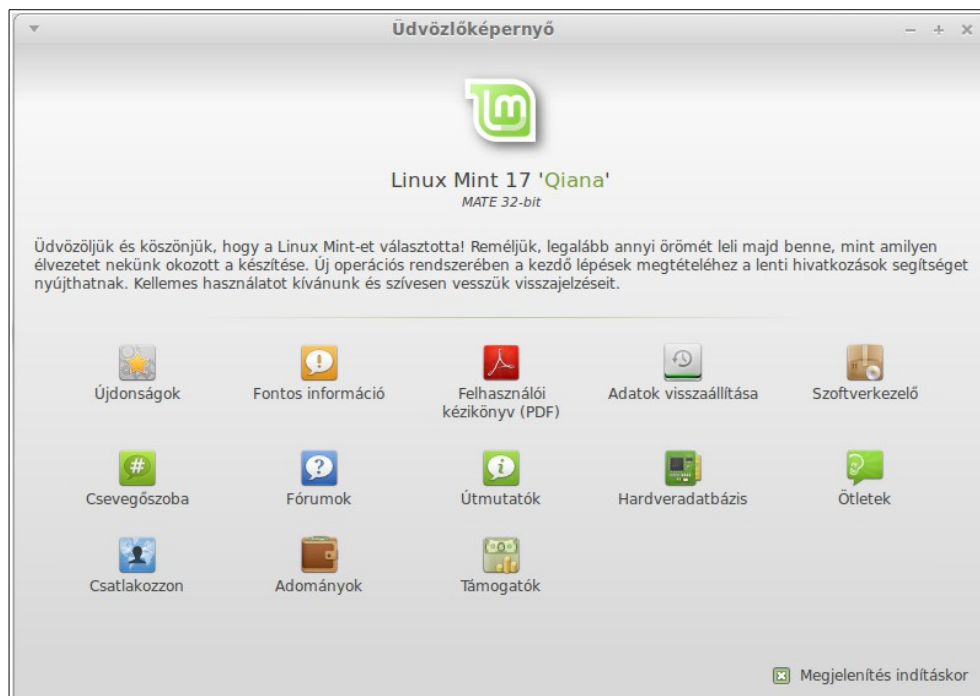 Üdvözlőképernyő
Linux Mint 17 'Qiana'
MATE 32-bit
Üdvözöljük és köszönjük, hogy a Linux Mint-et választotta! Reméljük, legalább annyi örömét leli majd benne, mint amilyen
élvezetet nekünk okozott a készítése. Új operációs rendszerében a kezdő lépések megtételéhez a lenti hivatkozások segítséget
nyújthatnak. Kellemes használatot kívánunk és szívesen vesszük visszajelzéseit.
Újdonságok
Fontos információ
Felhasználói
kézikönyv (PDF)
Adatok visszaállítása
Szoftverkezelő
Csevegőszoba
Fórumok
Útmutatók
Hardveradatbázis
Ötletek
Csatlakozzon
Adományok
Támogatók
Megjelenítés indításkor